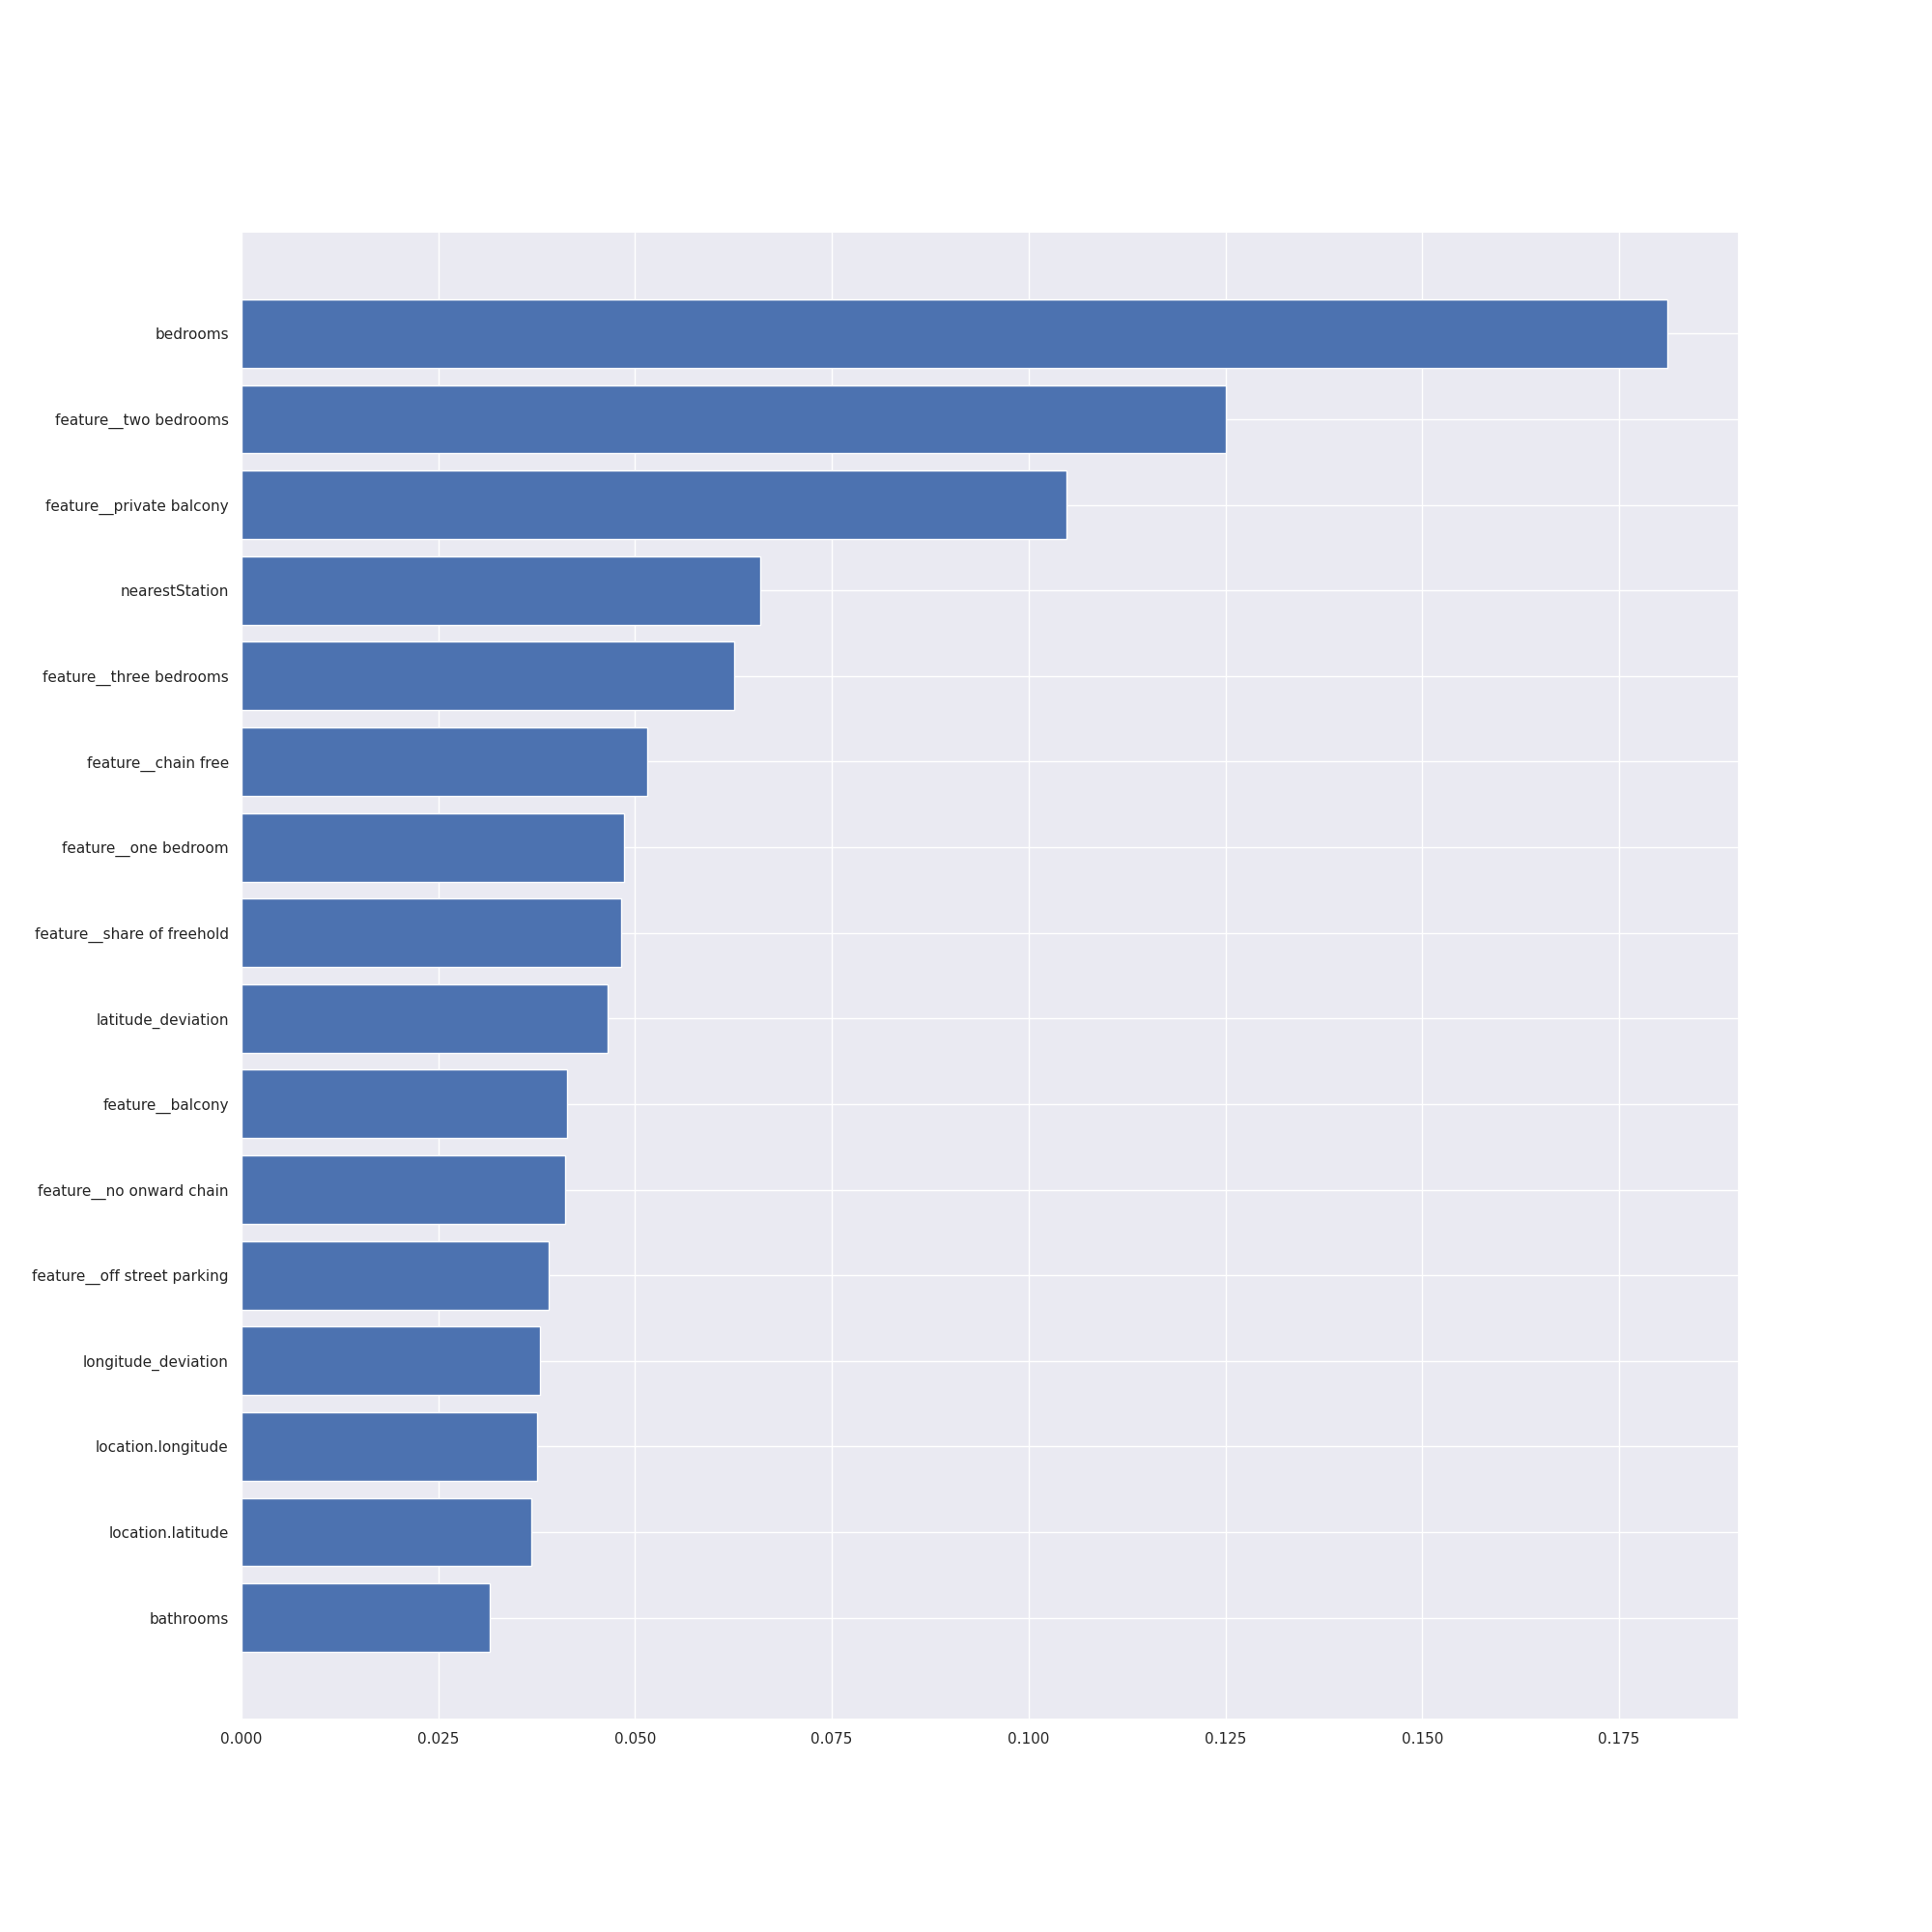 bedrooms
feature__two bedrooms
feature__private balcony
nearestStation
feature__three bedrooms
feature__chain free
feature__one bedroom
feature__share of freehold
latitude_deviation
feature__balcony
feature__no onward chain
feature__off street parking
longitude_deviation
location.longitude
location.latitude
bathrooms
0.000 0.025 0.050 0.075 0.100 0.125 0.150 0.175